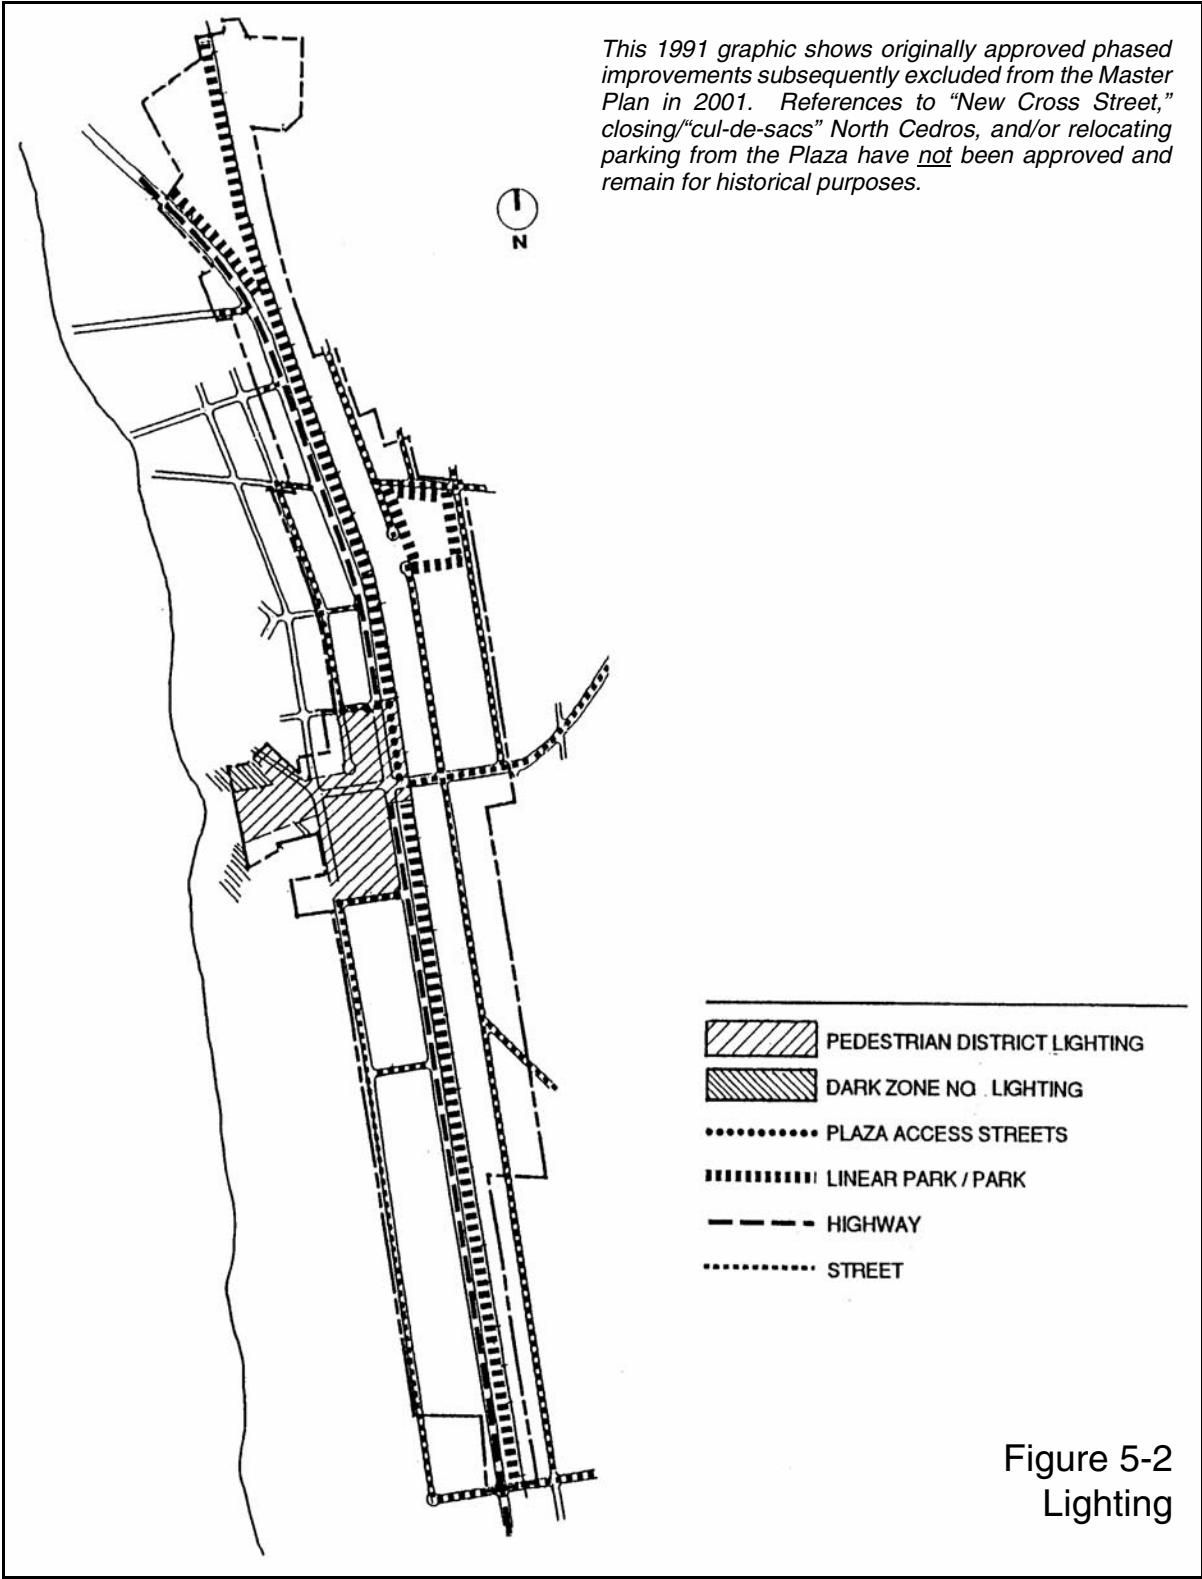 This 1991 graphic shows originally approved phased
improvements subsequently excluded from the Master
Plan in 2001. References to “New Cross Street,”
closing/“cul-de-sacs” North Cedros, and/or relocating
parking from the Plaza have not been approved and
remain for historical purposes.
N
PEDESTRIAN DISTRICT LIGHTING
DARK ZONE NO LIGHTING
PLAZA ACCESS STREETS
LINEAR PARK / PARK
HIGHWAY
STREET
Figure 5-2
Lighting